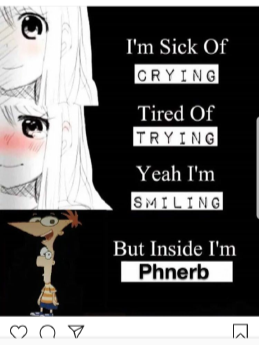 I'm Sick Of
CRYING
Tired Of
TRYING
Yeah I'm
SMILING
But Inside I'm
Phnerb